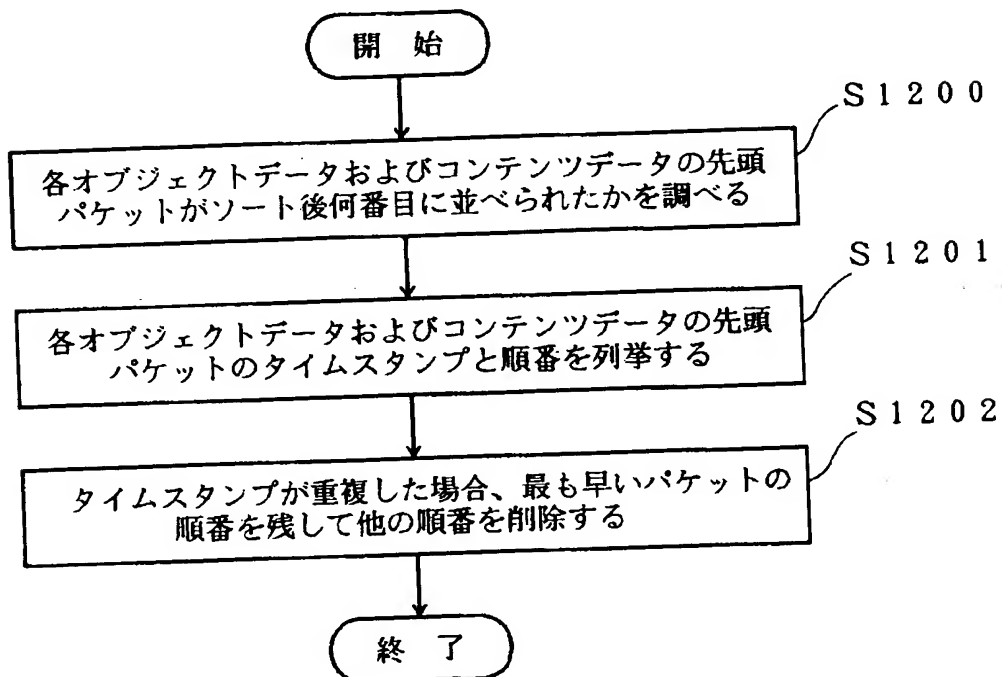 開 始
S1200
各オブジェクトデータおよびコンテンツデータの先頭
パケットがソート後何番目に並べられたかを調べる
S1201
各オブジェクトデータおよびコンテンツデータの先頭
パケットのタイムスタンプと順番を列挙する
S1202
タイムスタンプが重複した場合、最も早いパケットの
順番を残して他の順番を削除する
終 了